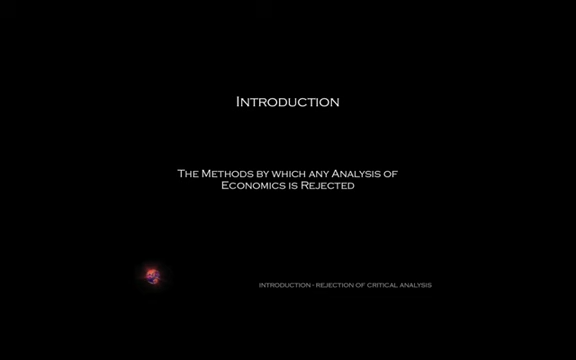 Introduction
The Methods by which any Analysis of
Economics is Rejected
INTRODUCTION - REJECTION OF CRITICAL ANALYSIS